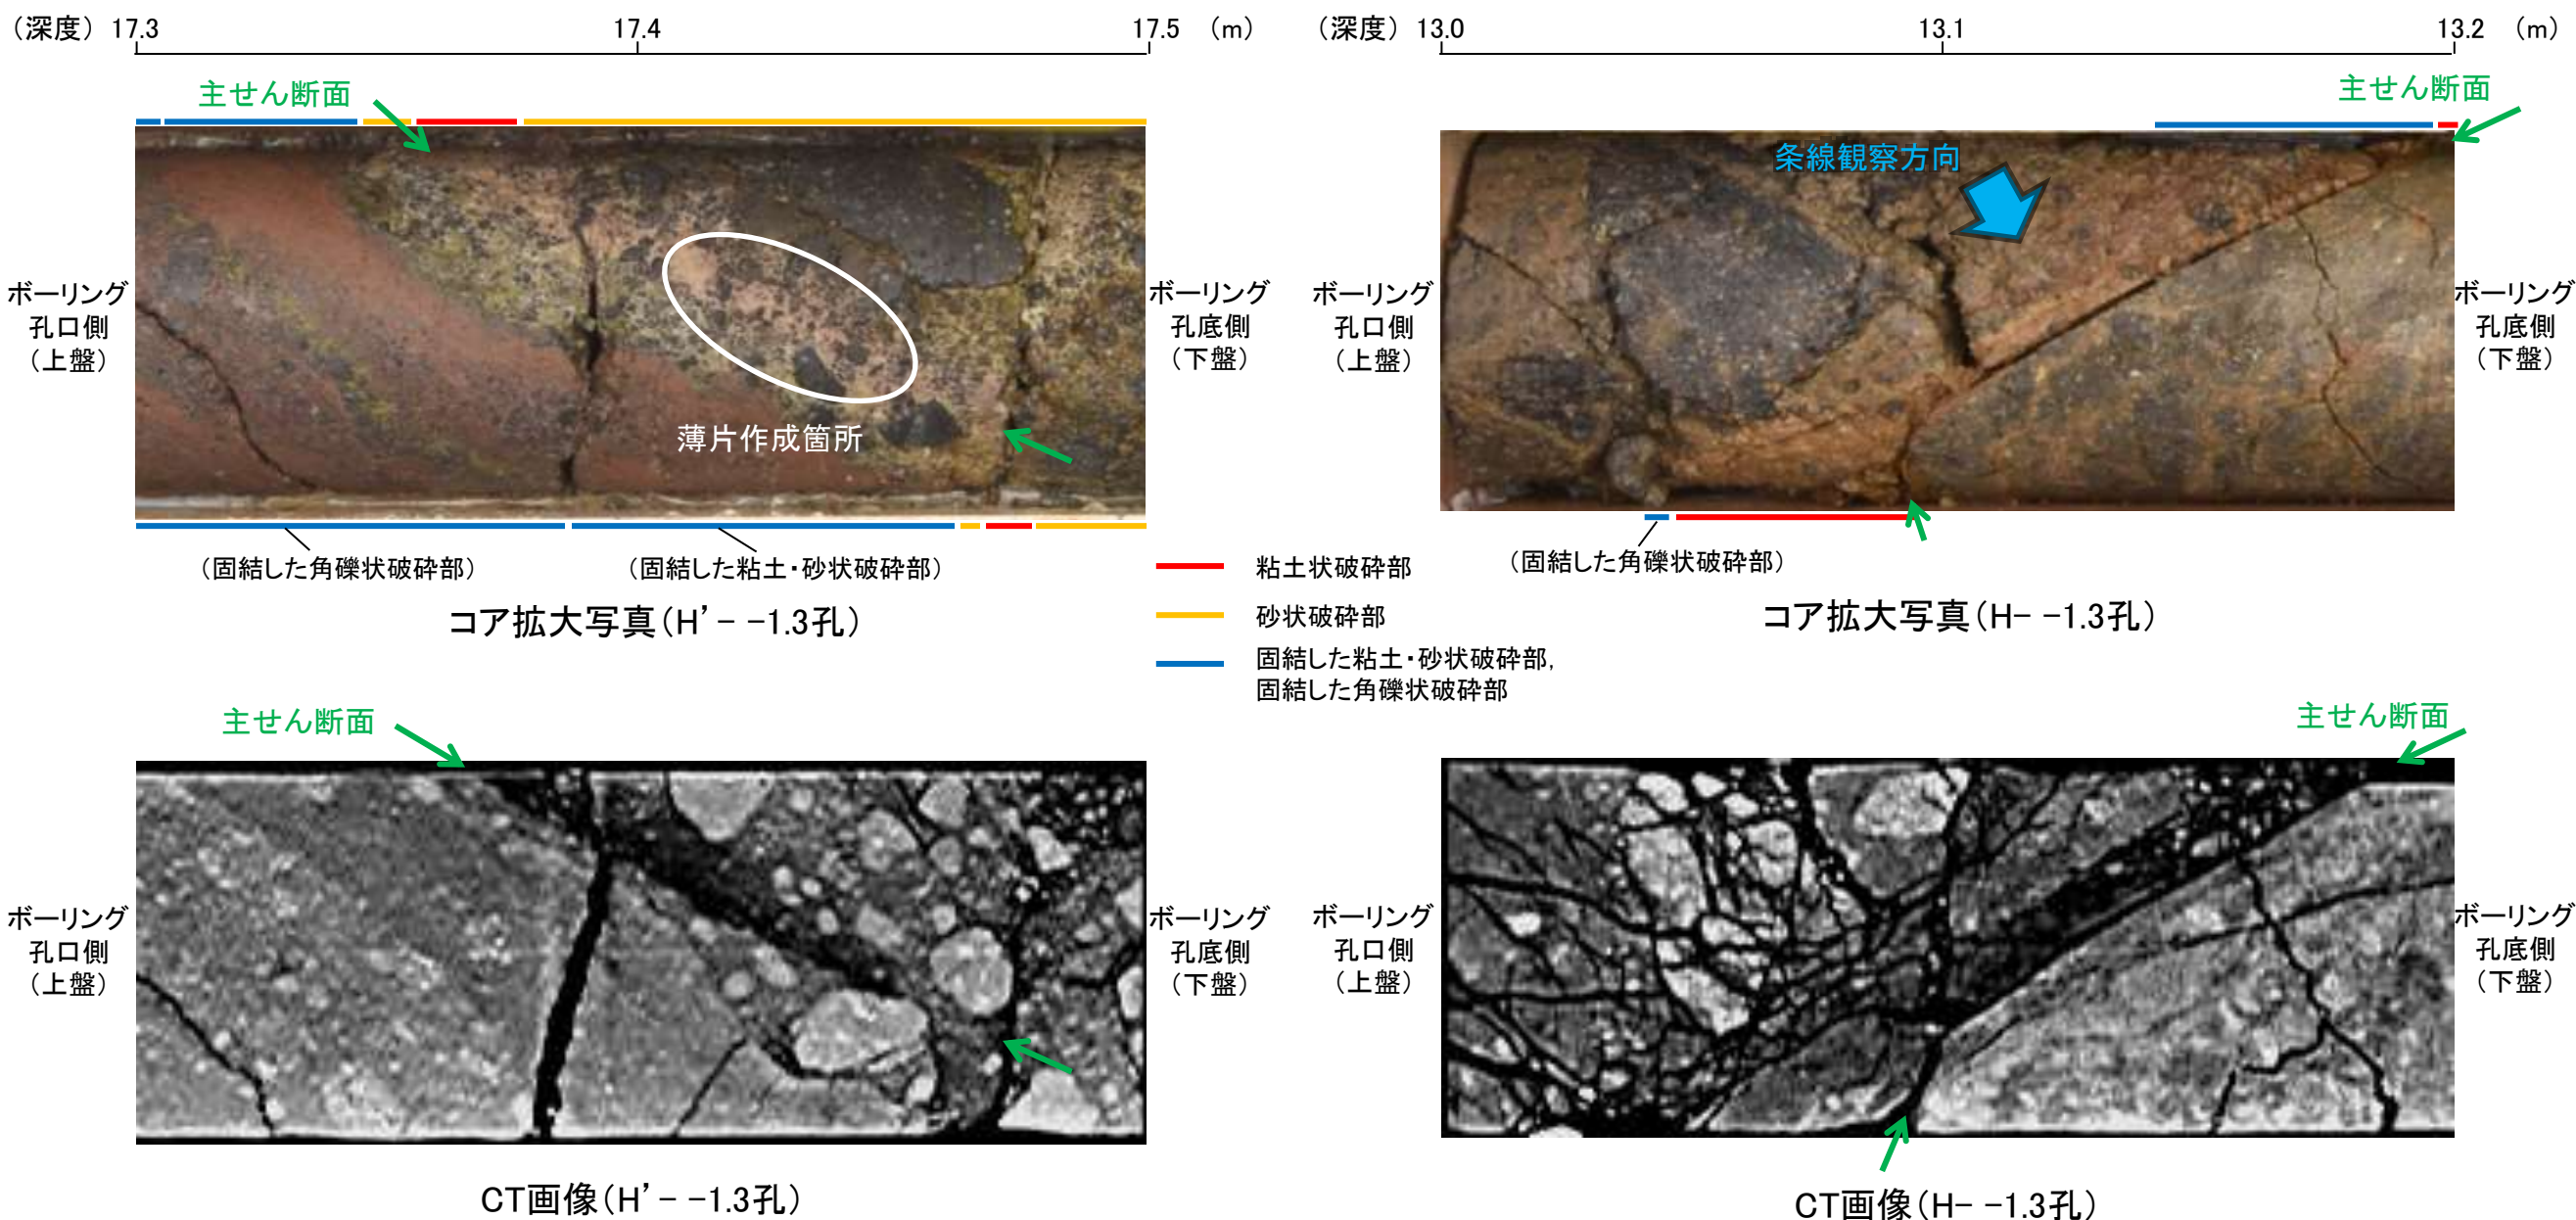 （深度）17.3 17.4 17.5 （m）
主せん断面
ボーリング
孔口側
（上盤）
薄片作成箇所
ボーリング
孔底側
（下盤）
（固結した角礫状破砕部）
（固結した粘土・砂状破砕部）
コア拡大写真（H’－－1.3孔）
（深度）13.0 13.1 13.2 （m）
主せん断面
条線観察方向
ボーリング
孔口側
（上盤）
ボーリング
孔底側
（下盤）
（固結した角礫状破砕部）
コア拡大写真（H－－1.3孔）
粘土状破砕部
砂状破砕部
固結した粘土・砂状破砕部，
固結した角礫状破砕部
主せん断面
ボーリング
孔口側
（上盤）
ボーリング
孔底側
（下盤）
CT画像（H’－－1.3孔）
主せん断面
ボーリング
孔口側
（上盤）
ボーリング
孔底側
（下盤）
CT画像（H－－1.3孔）